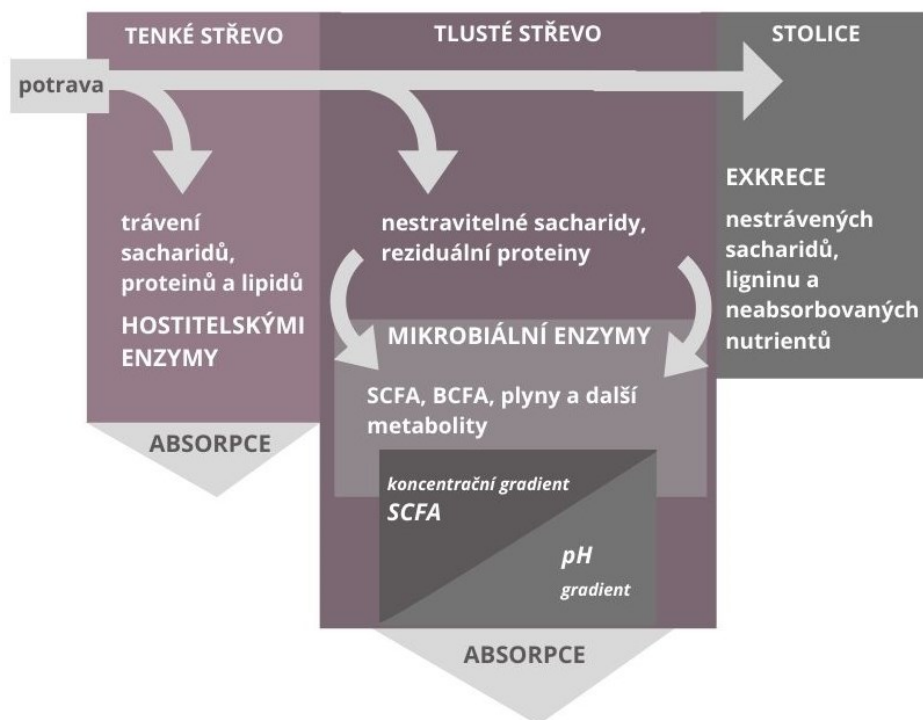 TENKÉ STŘEVO
TLUSTÉ STŘEVO
STOLICE
potrava
trávení
sacharidů,
proteinů a lipidů
HOSTITELSKÝMI
ENZYMY
ABSORPCE
nestravitelné sacharidy,
reziduální proteiny
MIKROBIÁLNÍ ENZYMY
SCFA, BCFA, plyny a další
metabolity
koncentrační gradient
SCFA
pH
gradient
ABSORPCE
EXKRECE
nestrávených
sacharidů,
ligninu a
neabsorbovaných
nutrientů